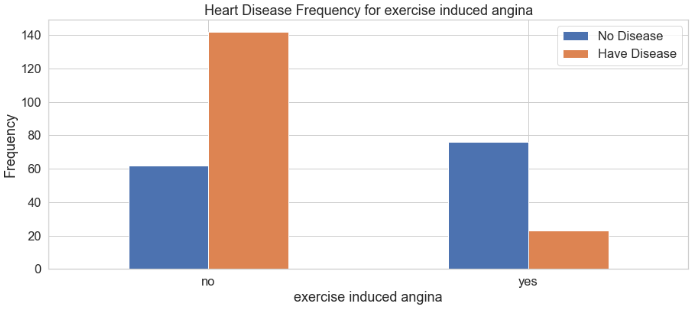 Heart Disease Frequency for exercise induced angina
No Disease
Have Disease
Frequency
140
120
100
80
60
40
20
0
no
yes
exercise induced angina